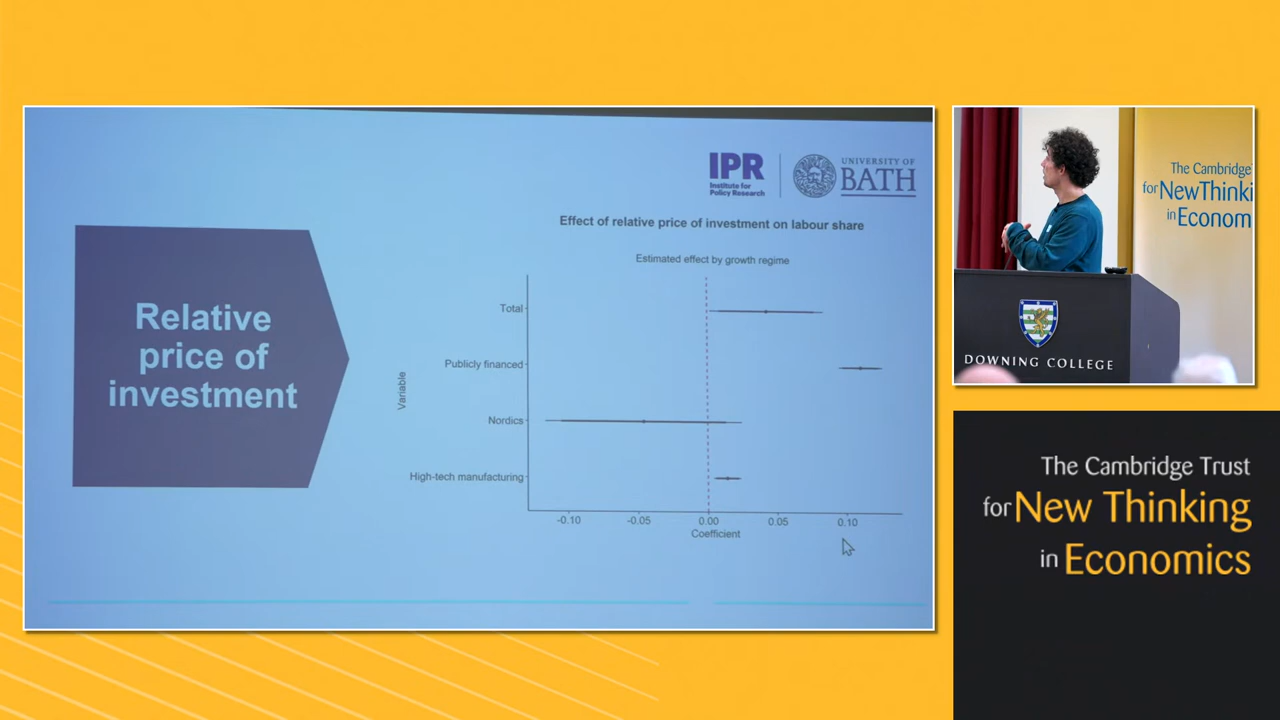 IPR
Institute for
Policy Research
UNIVERSITY OF
BATH
Relative
price of
investment
Effect of relative price of investment on labour share
Estimated effect by growth regime
Variable
Total
Publicly financed
Nordics
High-tech manufacturing
-0.10 -0.05 0.00 0.05 0.10
Coefficient
The Cambridge
for NewThinki
in Econom
DOWNING COLLEGE
The Cambridge Trust
for New Thinking
in Economics